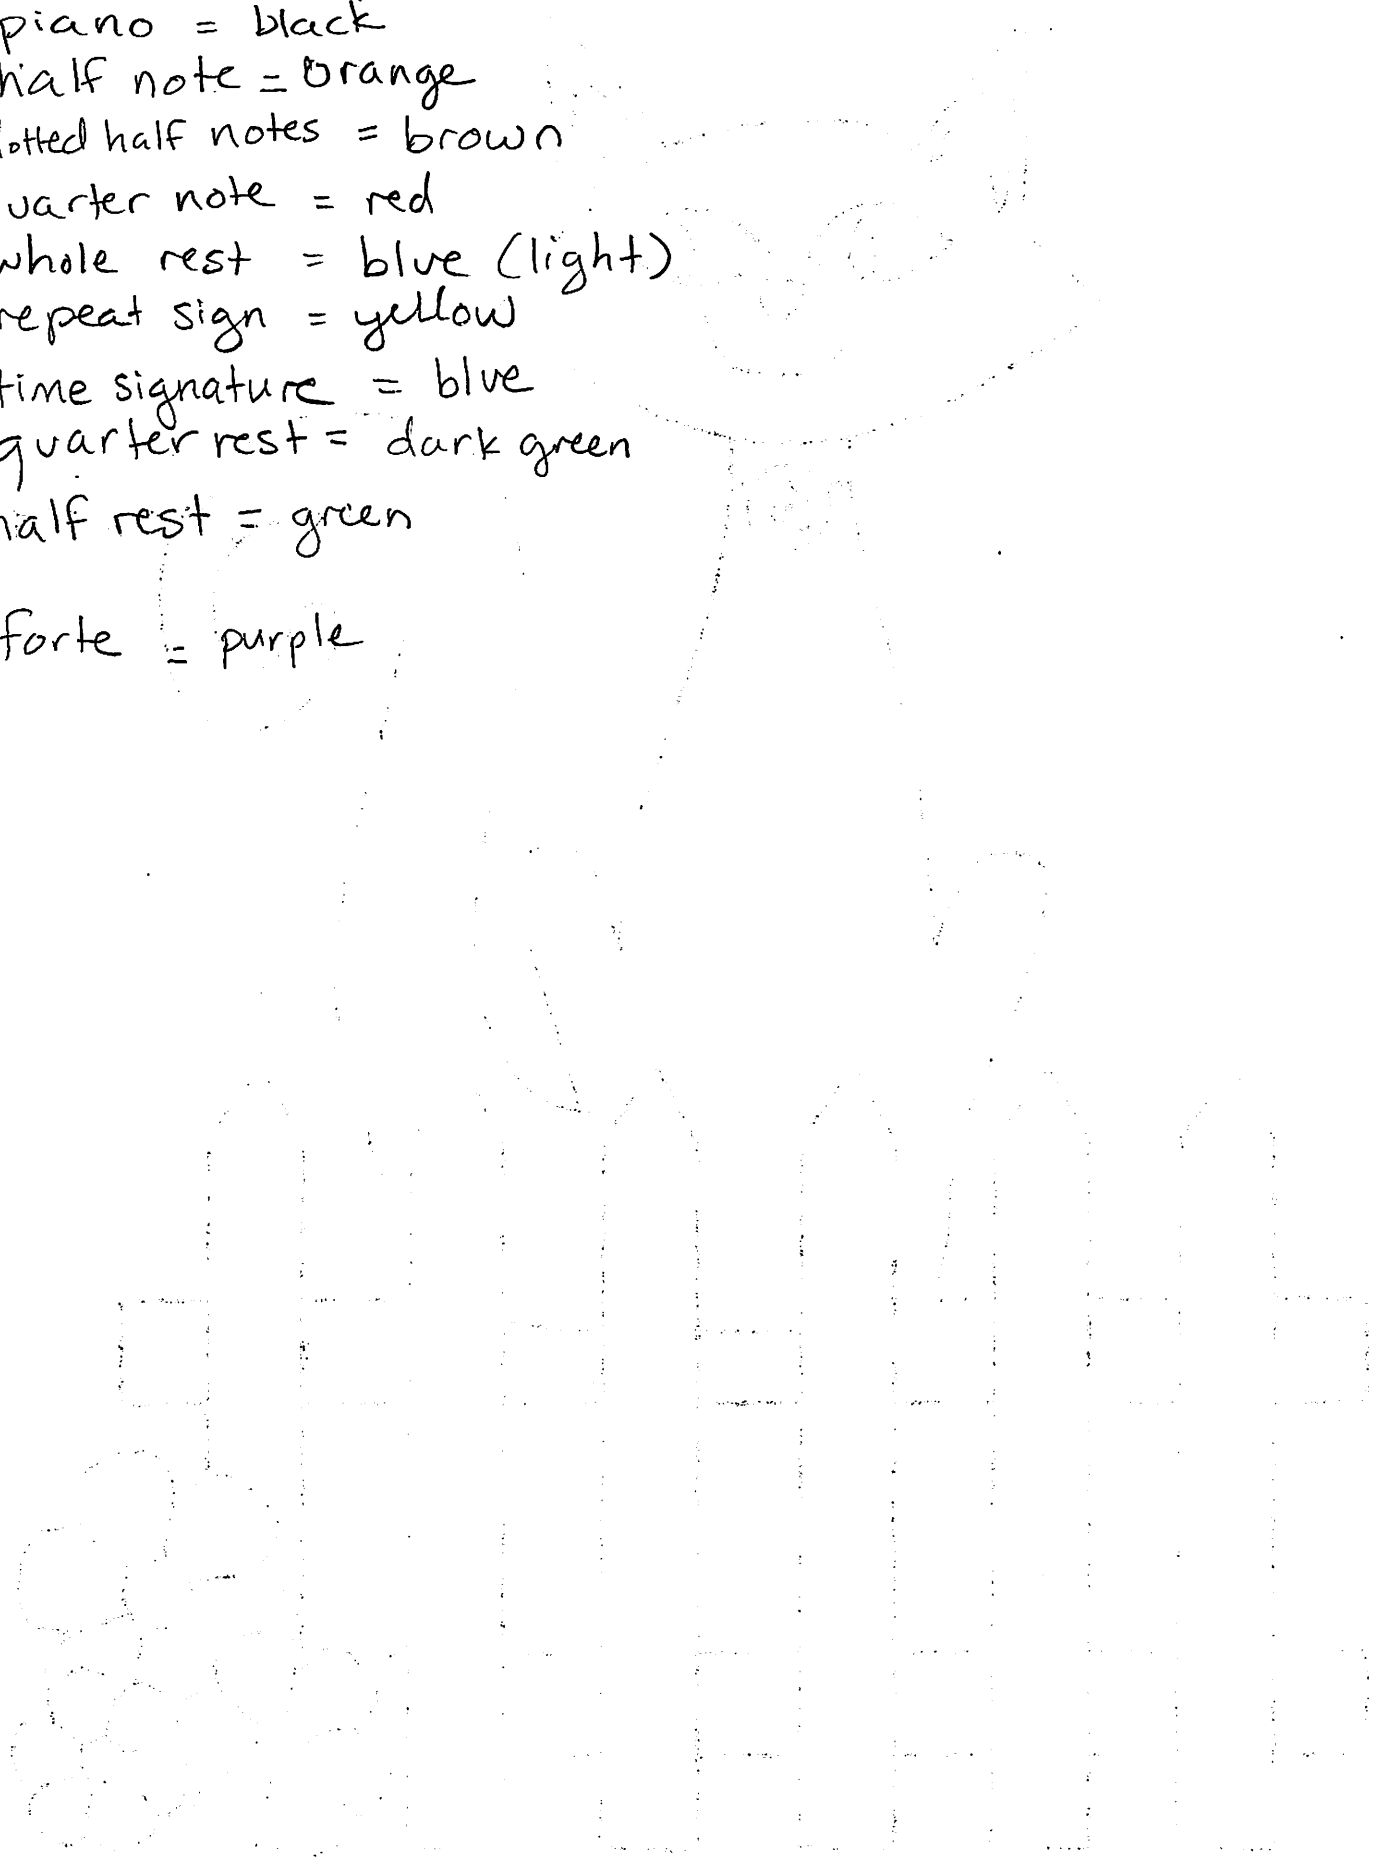 piano = black
half note = orange
dotted half notes = brown
quarter note = red
whole rest = blue (light)
repeat sign = yellow
time signature = blue
quarter rest = dark green
half rest = green
forte = purple